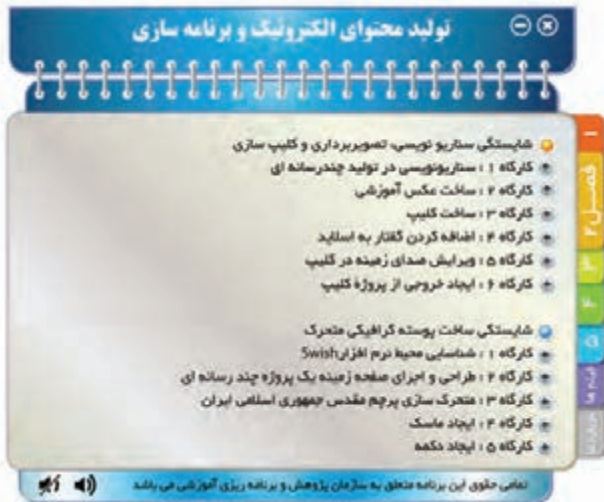 تولید محتوای الکترونیک و برنامه سازی
شایستگی سناریو نویسی، تصویربرداری و کلیپ سازی
کارگاه ۱ : سناریونویسی در تولید چندرسانه ای
کارگاه ۲ : ساخت عکس آموزشی
کارگاه ۳ : ساخت کلیپ
کارگاه ۴ : اضافه کردن گفتار به اسلاید
کارگاه ۵ : ویرایش صدای زمینه در کلیپ
کارگاه ۶ : ایجاد خروجی از پروژه کلیپ
شایستگی ساخت پوسته گرافیکی متحرک
کارگاه ۱ : شناسایی محیط نرم افزار Swish
کارگاه ۲ : طراحی و اجرای صفحه زمینه یک پروژه چند رسانه ای
کارگاه ۳ : متحرک سازی پرچم مقدس جمهوری اسلامی ایران
کارگاه ۴ : ایجاد ماسک
کارگاه ۵ : ایجاد دکمه
۱
فصل ۲
۳
۴
۵
فیلم ها
تمامی حقوق این برنامه متعلق به سازمان پژوهش و برنامه ریزی آموزشی می باشد